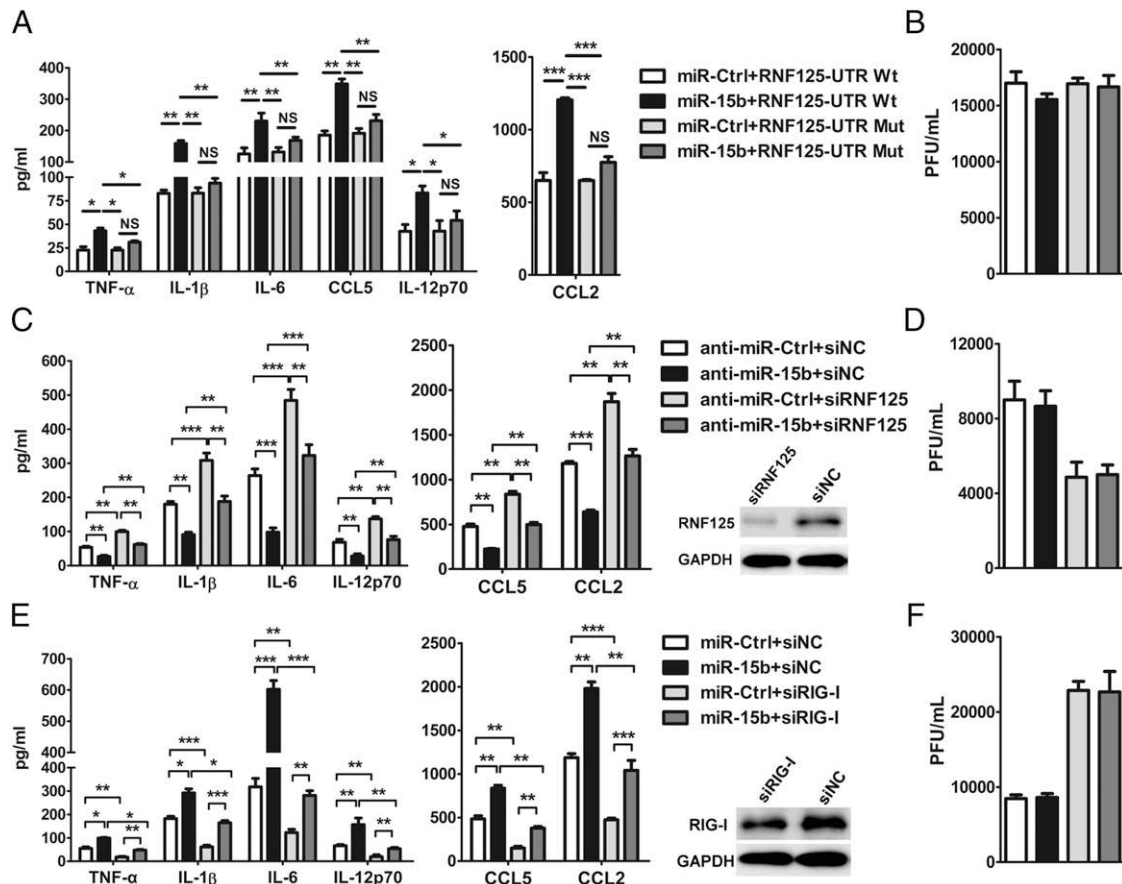 A
pg/ml
400
300
200
100
75
50
25
0
** ** ** **
** ** ** ** ** **
* * * NS NS NS NS * * * NS
TNF-α IL-1β IL-6 CCL5 IL-12p70
1500
1000
500
0
***
*** ***
NS
CCL2
miR-Ctrl+RNF125-UTR Wt
miR-15b+RNF125-UTR Wt
miR-Ctrl+RNF125-UTR Mut
miR-15b+RNF125-UTR Mut
B
PFU/mL
20000
15000
10000
5000
0
C
pg/ml
600
500
400
300
200
100
0
** ** ** **
** *** ** **
*** *** ** ***
** ** ** **
TNF-α IL-1β IL-6 IL-12p70
2500
2000
1500
1000
500
0
** ** ** **
** ** ** ***
CCL5 CCL2
anti-miR-Ctrl+siNC
anti-miR-15b+siNC
anti-miR-Ctrl+siRNF125
anti-miR-15b+siRNF125
siRNF125 siNC
RNF125
GAPDH
D
PFU/mL
12000
8000
4000
0
E
pg/ml
700
600
500
400
300
200
100
0
** * * **
*** * * ***
** *** *** **
** ** ** **
TNF-α IL-1β IL-6 IL-12p70
2500
2000
1500
1000
500
0
** ** ** **
*** ** ** ***
CCL5 CCL2
miR-Ctrl+siNC
miR-15b+siNC
miR-Ctrl+siRIG-I
miR-15b+siRIG-I
siRIG-I siNC
RIG-I
GAPDH
F
PFU/mL
30000
20000
10000
0